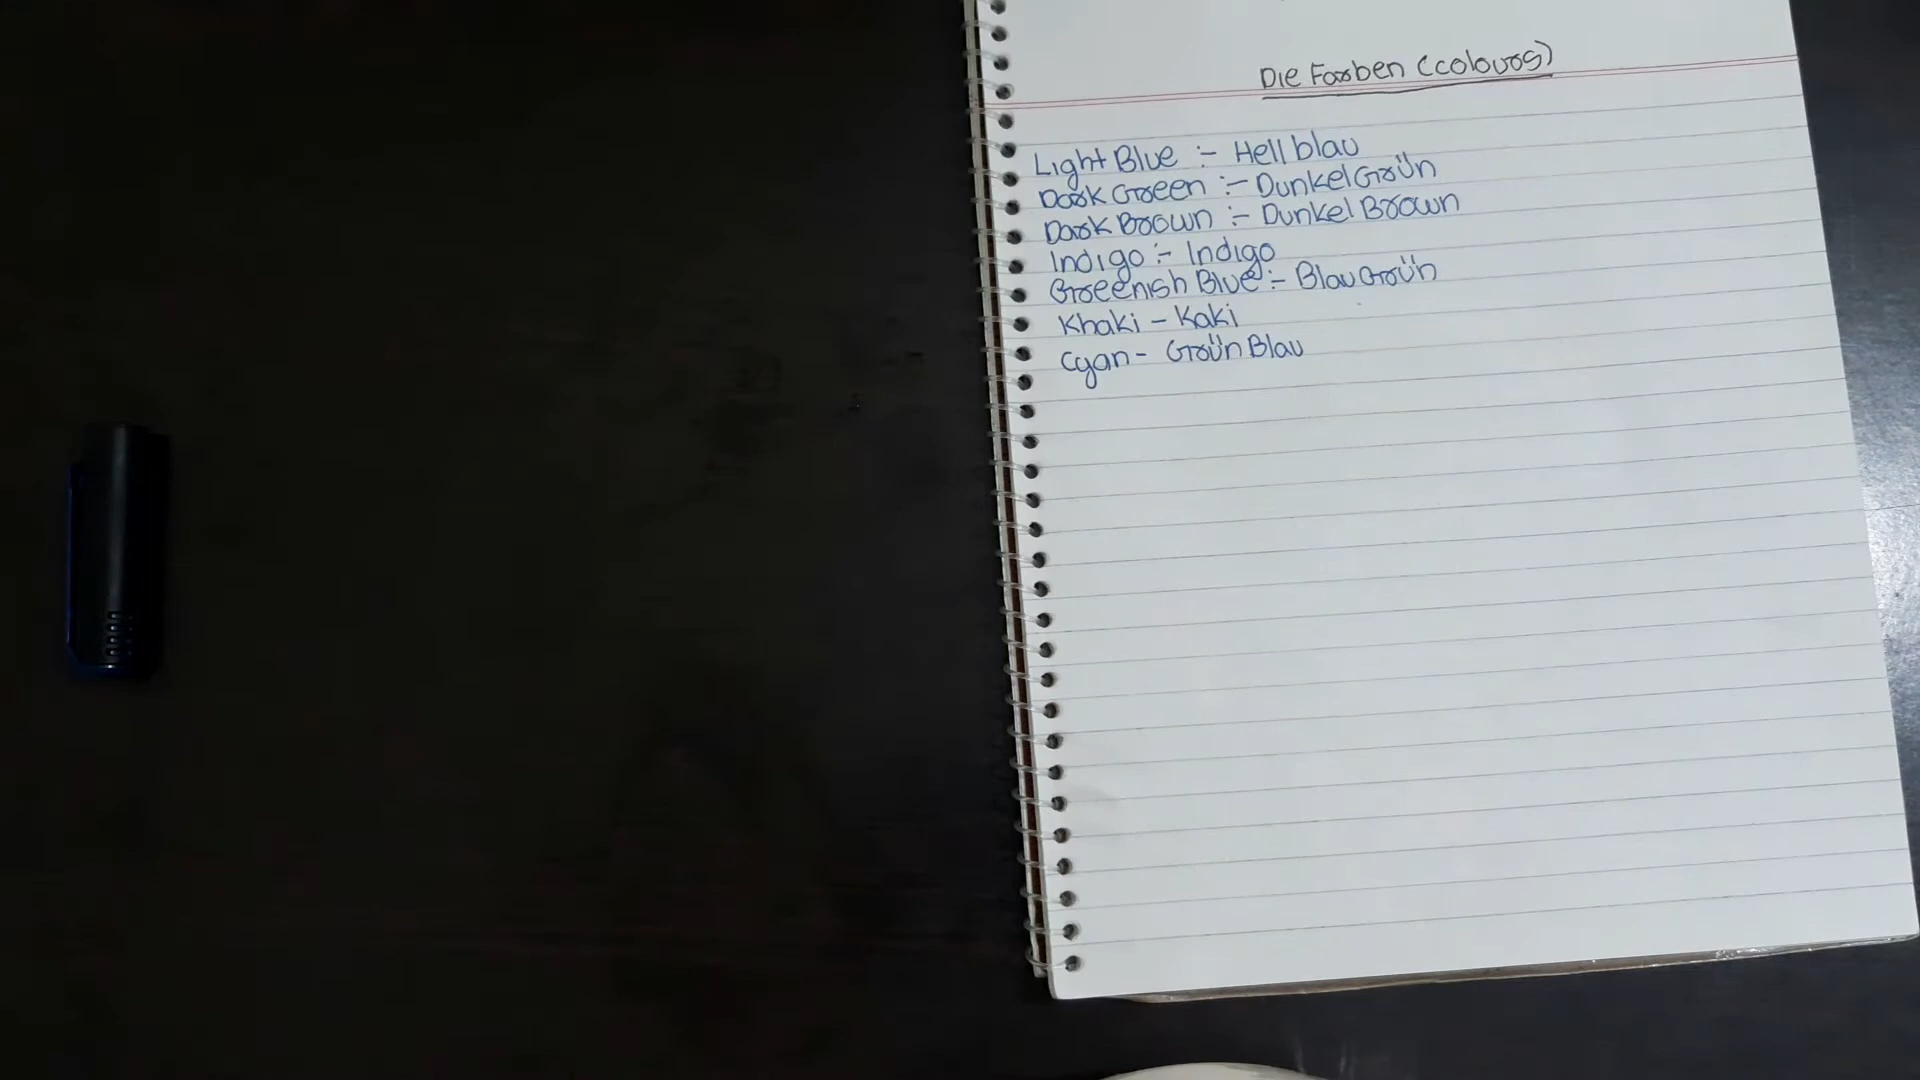 Die Farben (colours)
Light Blue :- Hell blau
Dark Green :- Dunkel Grün
Dark Brown :- Dunkel Brown
Indigo :- Indigo
Greenish Blue :- Blau Grün
Khaki - Kaki
Cyan - Grün Blau